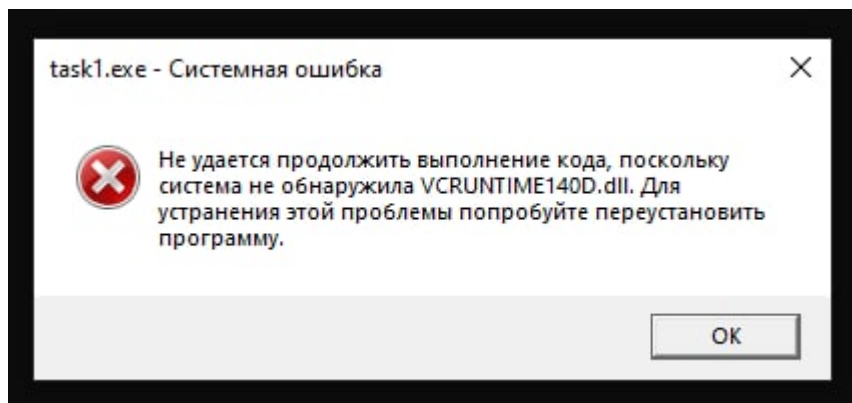 task1.exe - Системная ошибка
Не удается продолжить выполнение кода, поскольку
система не обнаружила VCRUNTIME140D.dll. Для
устранения этой проблемы попробуйте переустановить
программу.
ОК